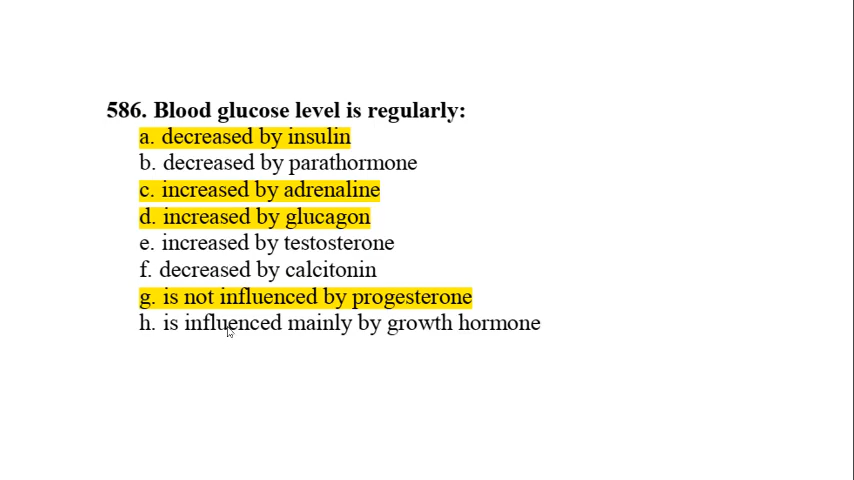 586. Blood glucose level is regularly:
a. decreased by insulin
b. decreased by parathormone
c. increased by adrenaline
d. increased by glucagon
e. increased by testosterone
f. decreased by calcitonin
g. is not influenced by progesterone
h. is influenced mainly by growth hormone